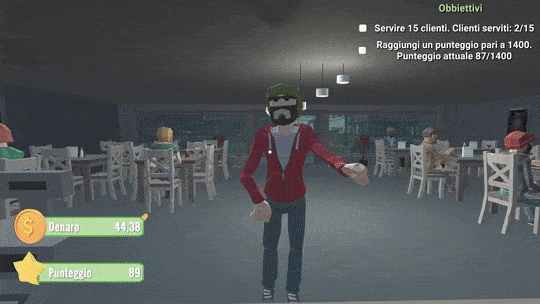 Obbiettivi
Servire 15 clienti. Clienti serviti: 2/15
Raggiungi un punteggio pari a 1400.
Punteggio attuale 87/1400
Denaro 44,38
Punteggio 89